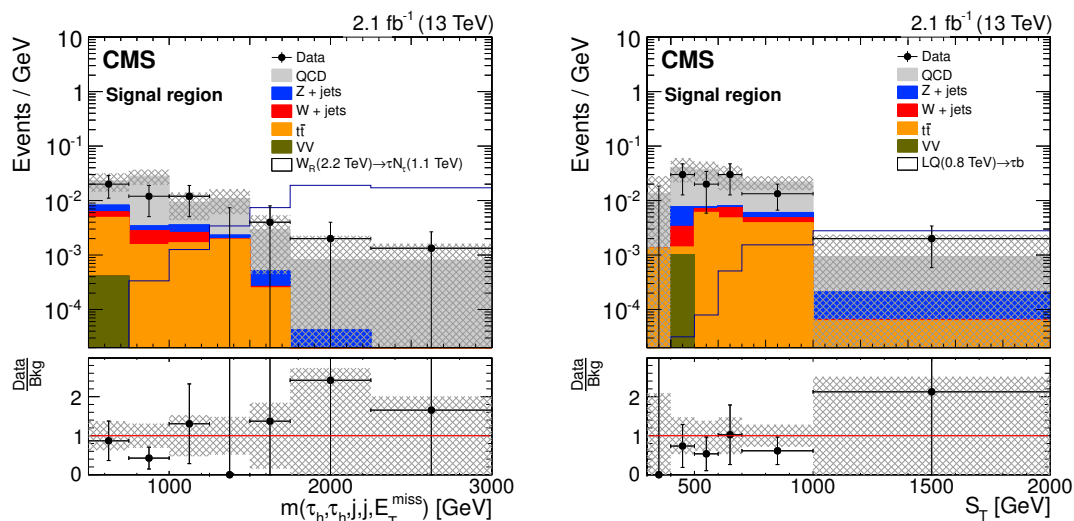 2.1 fb⁻¹ (13 TeV)
CMS
Signal region
Data
QCD
Z + jets
W + jets
tt̄
VV
W_R(2.2 TeV)→τN_τ(1.1 TeV)
Events / GeV
10
1
10⁻¹
10⁻²
10⁻³
10⁻⁴
Data
Bkg
2
1
0
1000 2000 3000
m(τ_h,τ_h,j,j,E_T^miss) [GeV]
2.1 fb⁻¹ (13 TeV)
CMS
Signal region
Data
QCD
Z + jets
W + jets
tt̄
VV
LQ(0.8 TeV)→τb
Events / GeV
10
1
10⁻¹
10⁻²
10⁻³
10⁻⁴
Data
Bkg
2
1
0
500 1000 1500 2000
S_T [GeV]